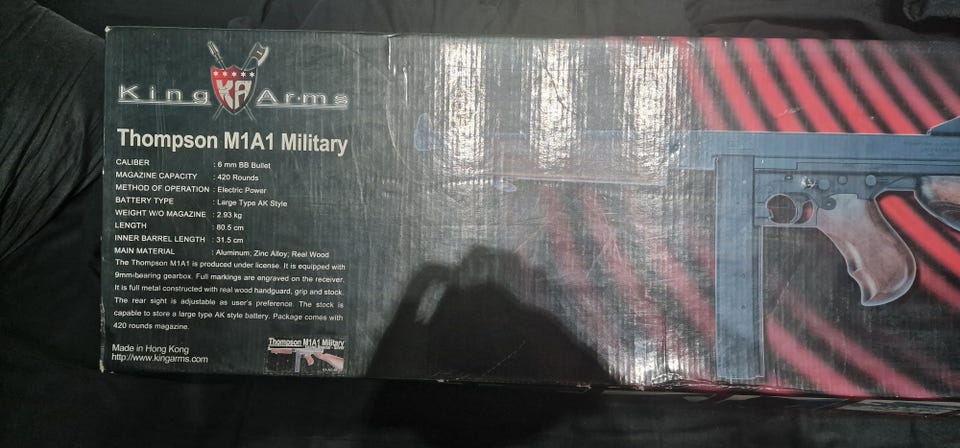 KA
King Arms
Thompson M1A1 Military
CALIBER : 6 mm BB Bullet
MAGAZINE CAPACITY : 420 Rounds
METHOD OF OPERATION : Electric Power
BATTERY TYPE : Large Type AK Style
WEIGHT W/O MAGAZINE : 2.93 kg
LENGTH : 80.5 cm
INNER BARREL LENGTH : 31.5 cm
MAIN MATERIAL : Aluminum; Zinc Alloy; Real Wood
The Thompson M1A1 is produced under license. It is equipped with
9mm-bearing gearbox. Full markings are engraved on the receiver.
It is full metal constructed with real wood handguard, grip and stock.
The rear sight is adjustable as user's preference. The stock is
capable to store a large type AK style battery. Package comes with
420 rounds magazine.
Made in Hong Kong
http://www.kingarms.com
Thompson M1A1 Military